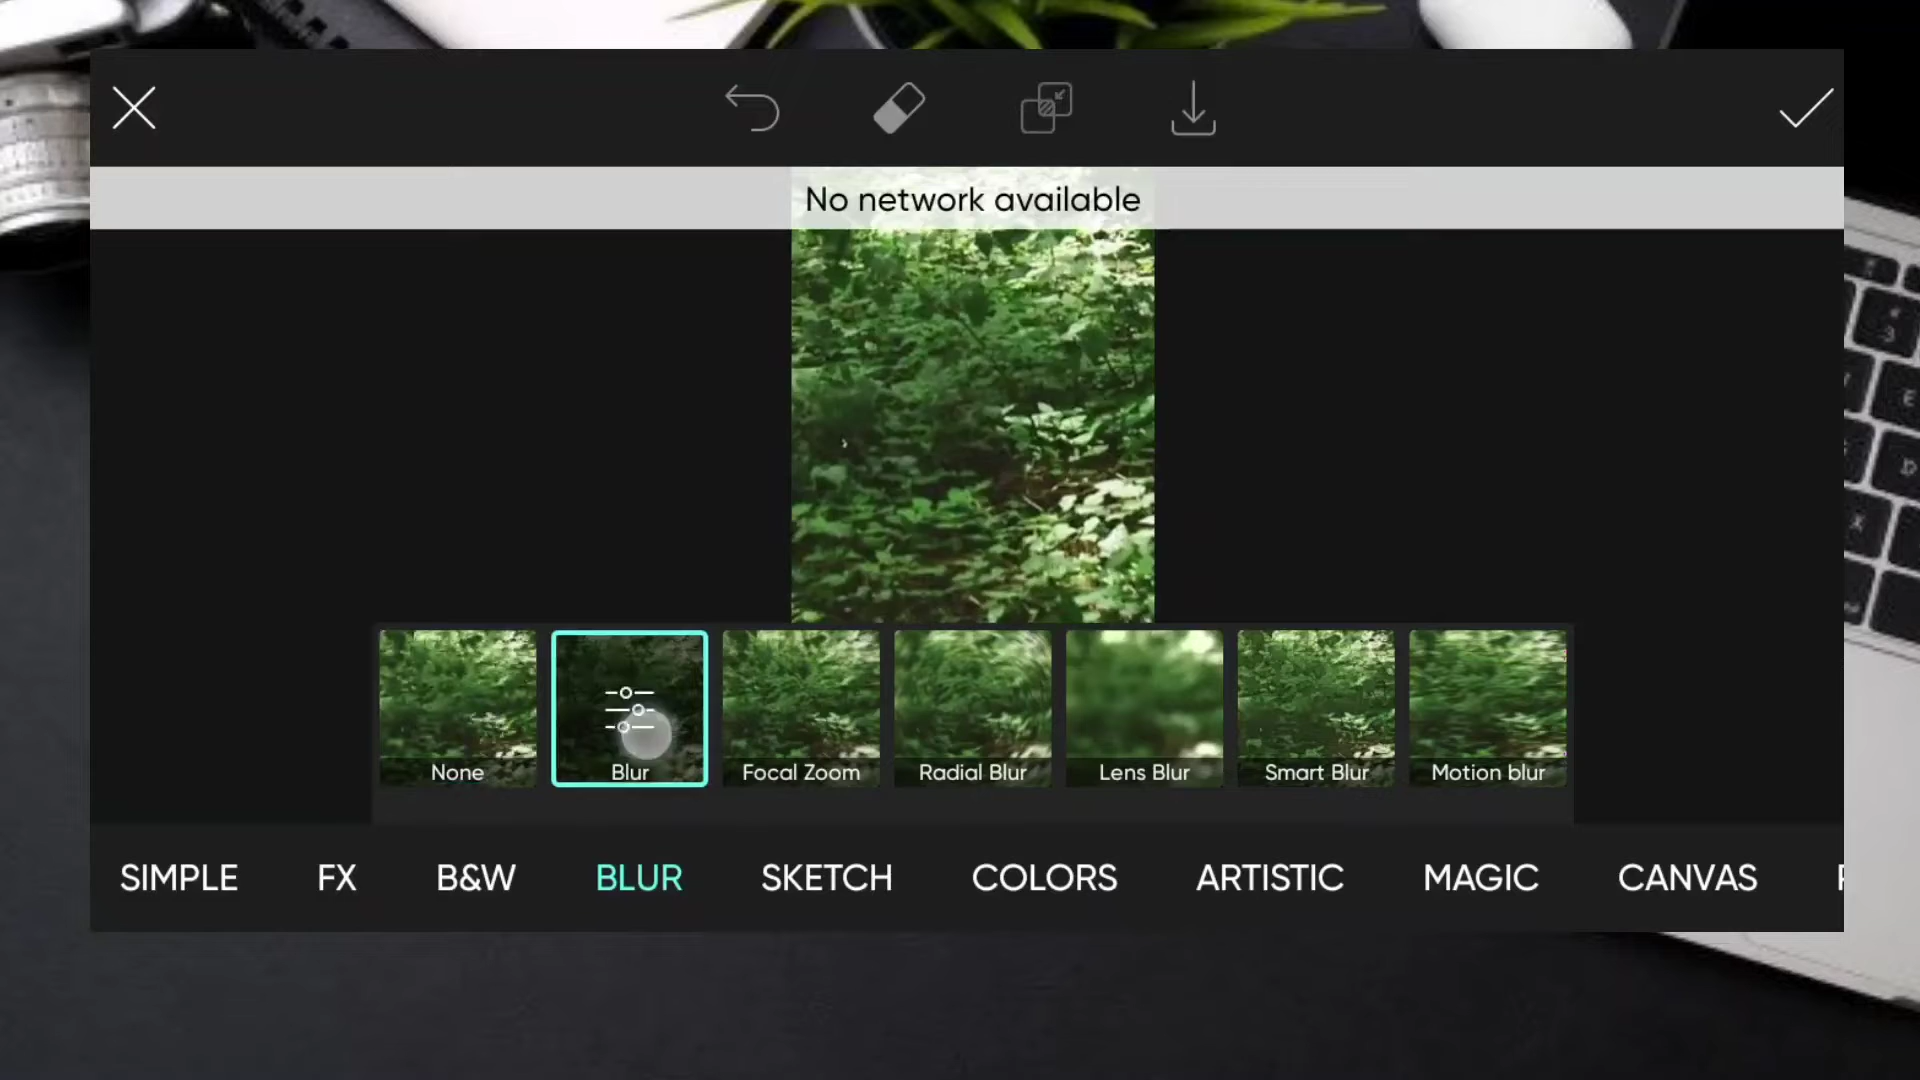 No network available
None
Blur
Focal Zoom
Radial Blur
Lens Blur
Smart Blur
Motion blur
SIMPLE FX B&W BLUR SKETCH COLORS ARTISTIC MAGIC CANVAS